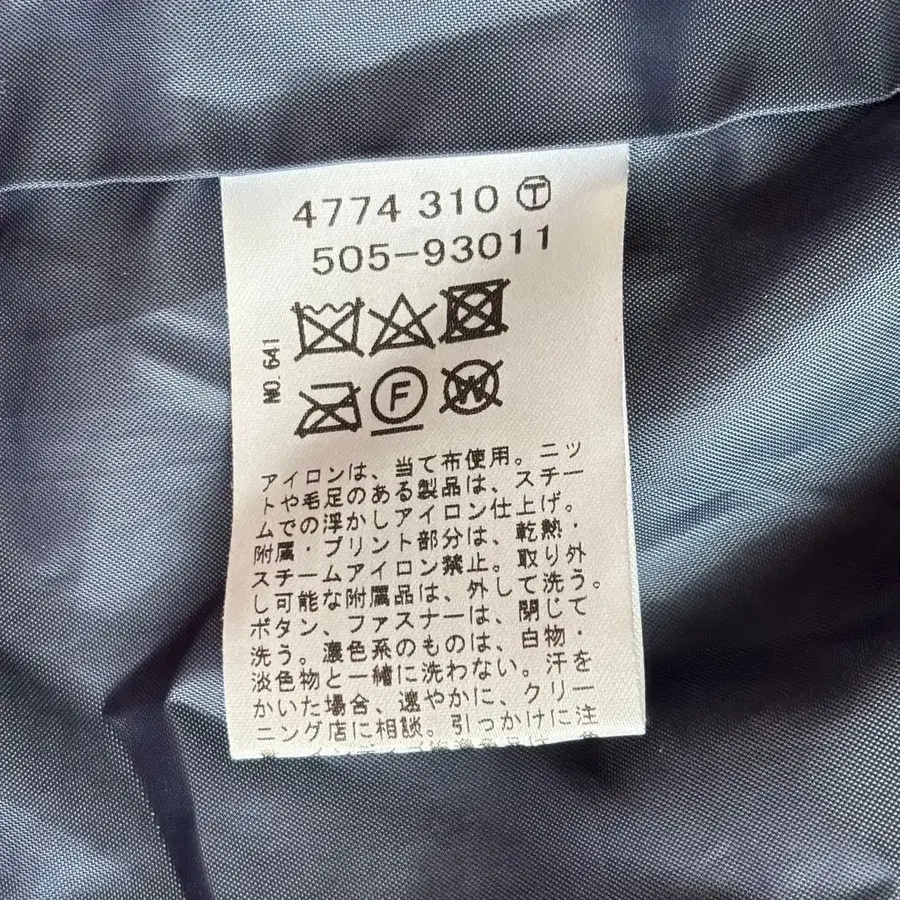 4774 310 Ⓣ
505-93011
NO. 641
F
W
アイロンは、当て布使用。ニッ
トや毛足のある製品は、スチー
ムでの浮かしアイロン仕上げ。
附属・プリント部分は、乾熱・
スチームアイロン禁止。取り外
し可能な附属品は、外して洗う。
ボタン、ファスナーは、閉じて
洗う。濃色系のものは、白物・
淡色物と一緒に洗わない。汗を
かいた場合、速やかに、クリー
ニング店に相談。引っかけに注